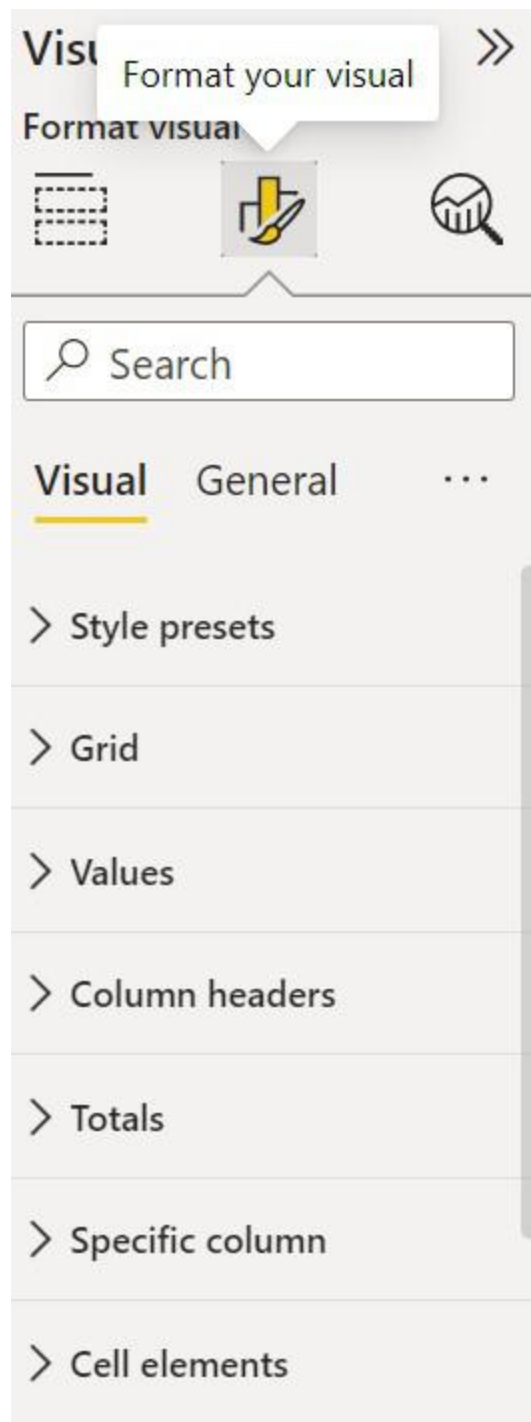 Format your visual
Format visual
Search
Visual General ...
Style presets
Grid
Values
Column headers
Totals
Specific column
Cell elements